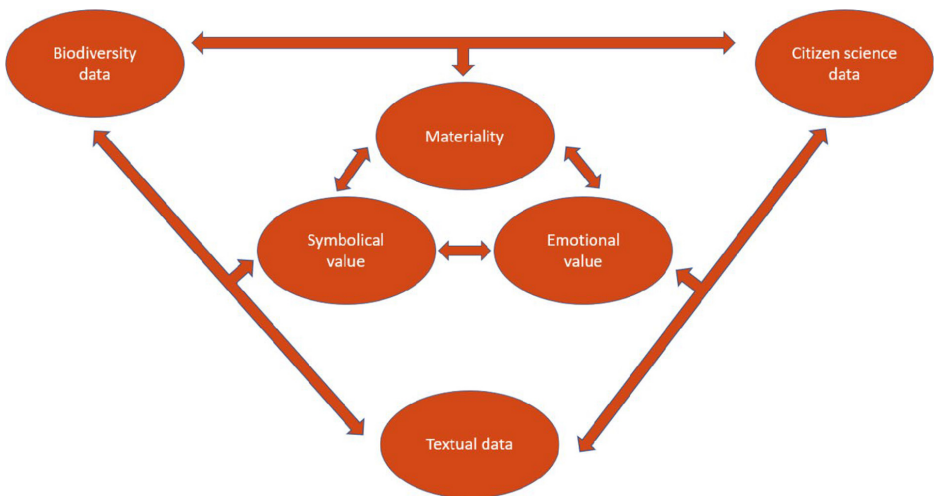 Biodiversity
data
Citizen science
data
Materiality
Symbolical
value
Emotional
value
Textual data